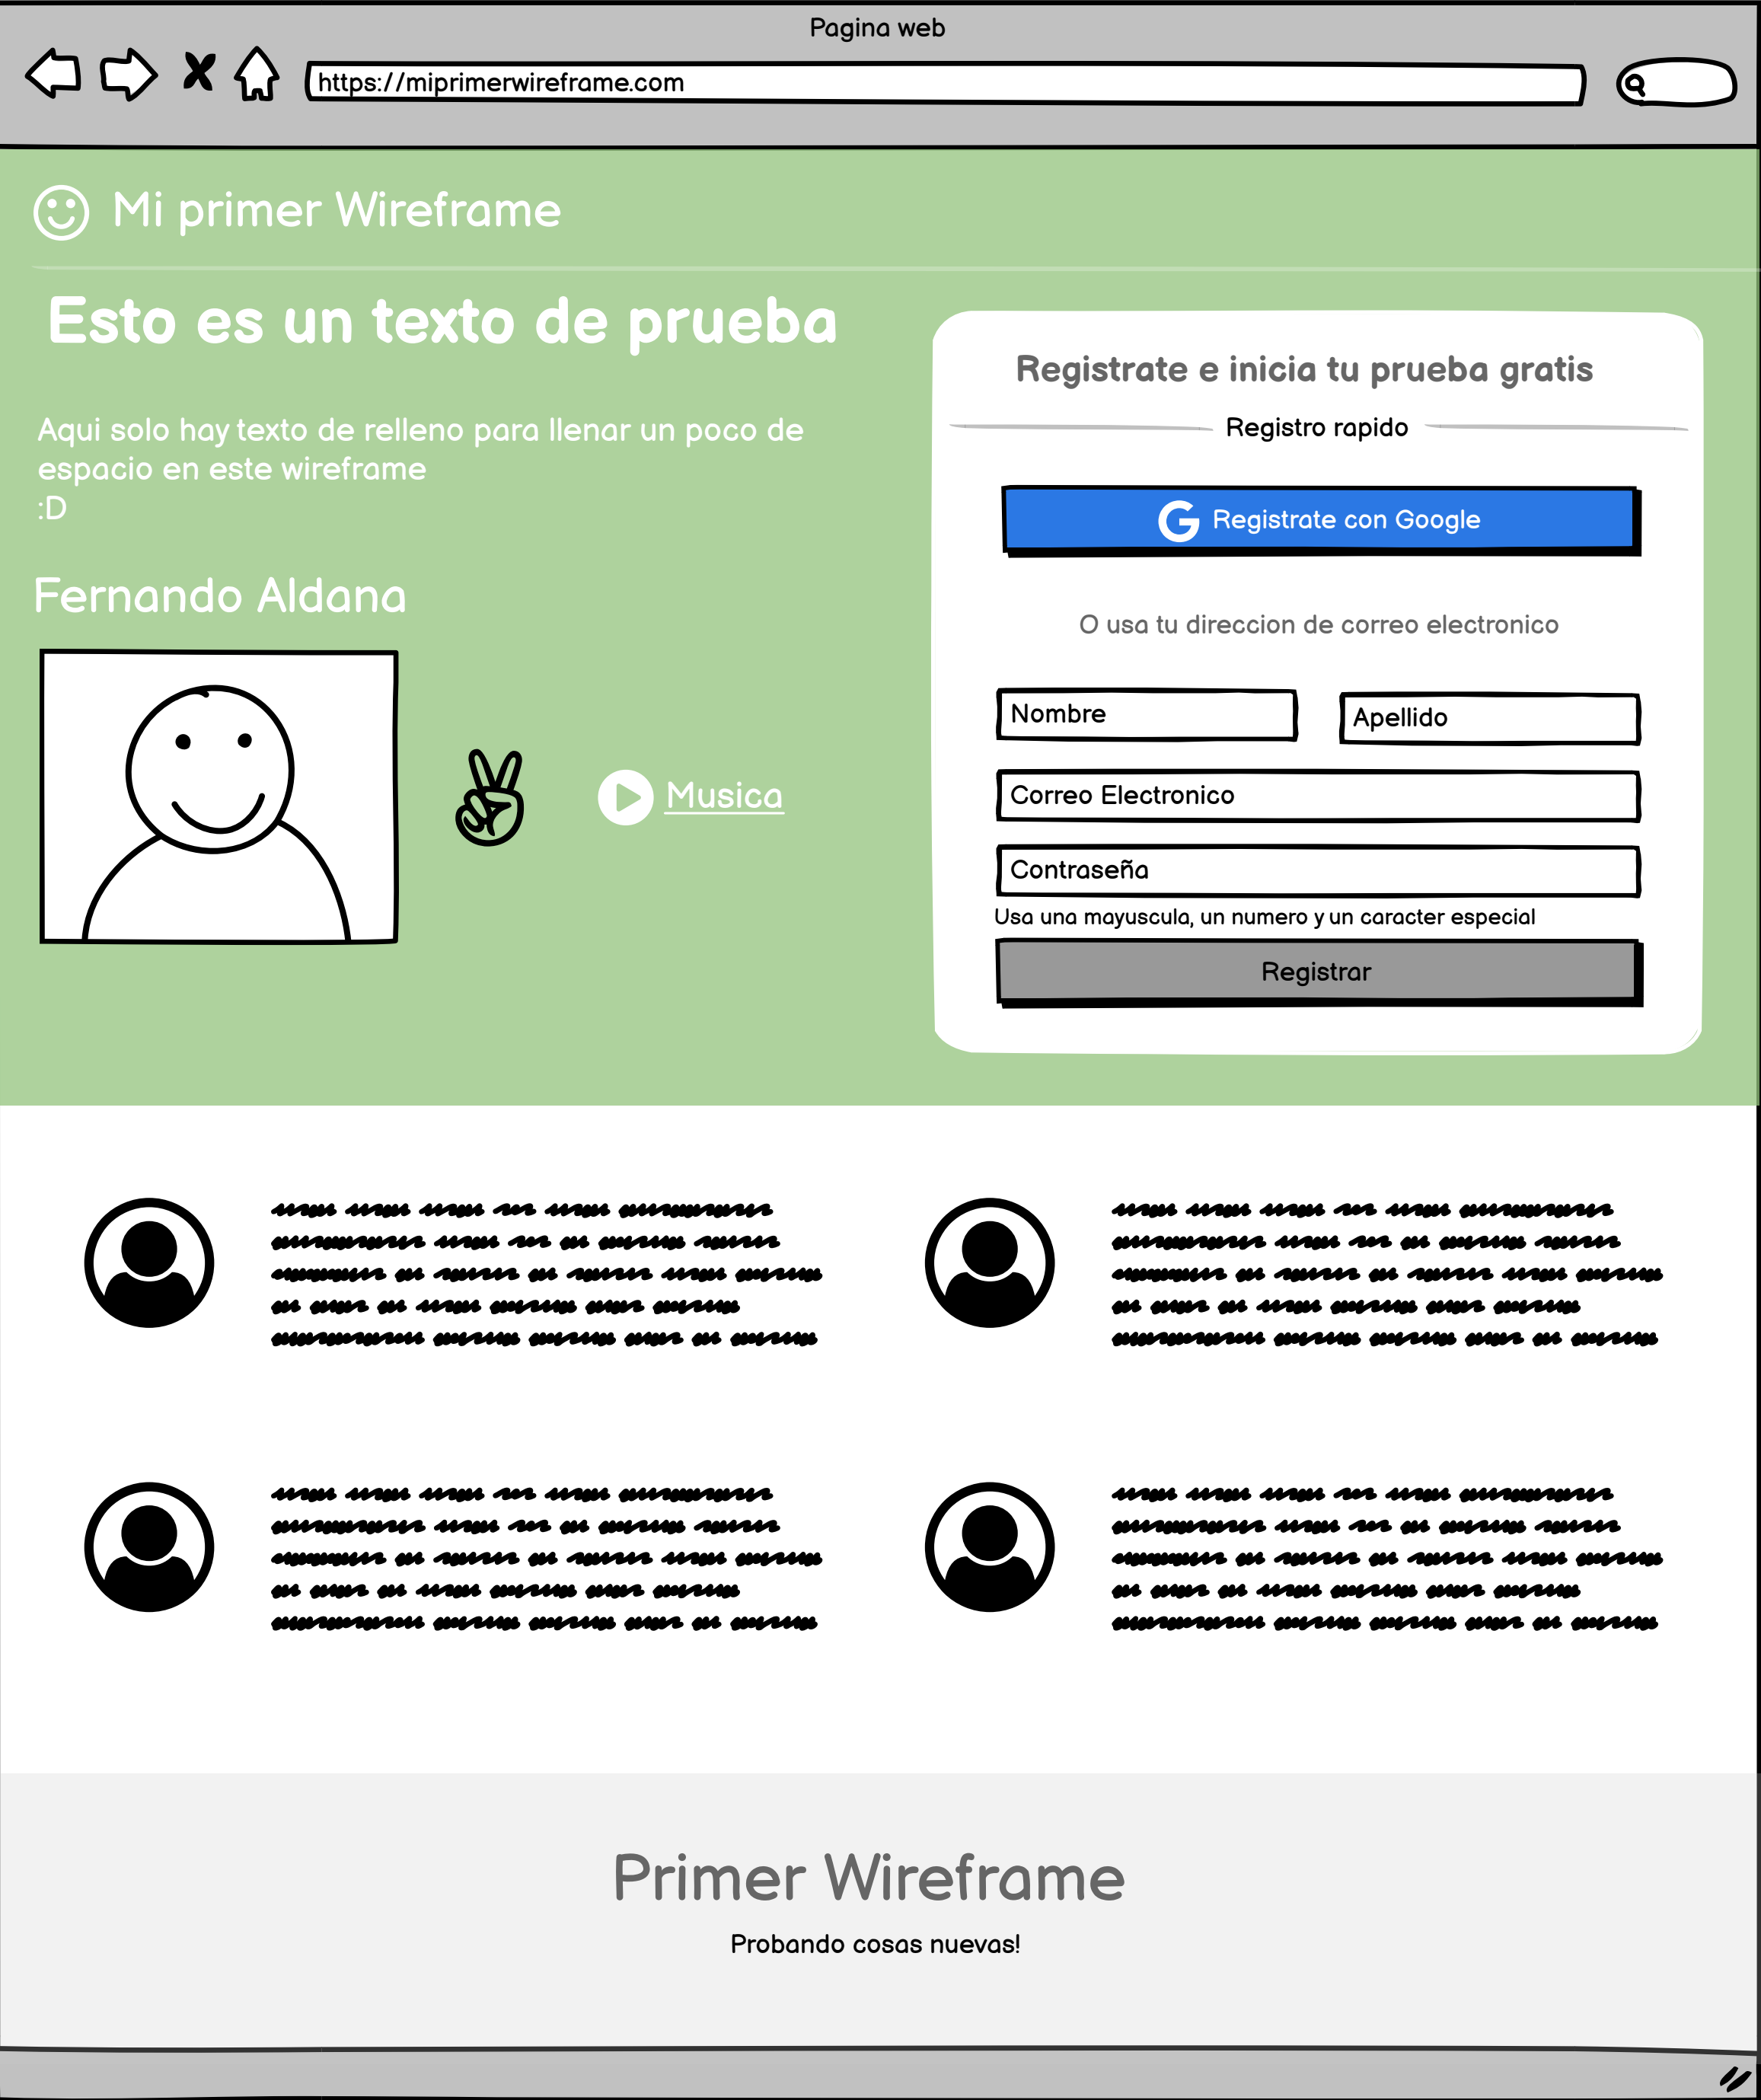 Pagina web
https://miprimerwireframe.com
Mi primer Wireframe
Esto es un texto de prueba
Aqui solo hay texto de relleno para llenar un poco de
espacio en este wireframe
:D
Fernando Aldana
Musica
Registrate e inicia tu prueba gratis
Registro rapido
Registrate con Google
O usa tu direccion de correo electronico
Nombre
Apellido
Correo Electronico
Contraseña
Usa una mayuscula, un numero y un caracter especial
Registrar
Primer Wireframe
Probando cosas nuevas!